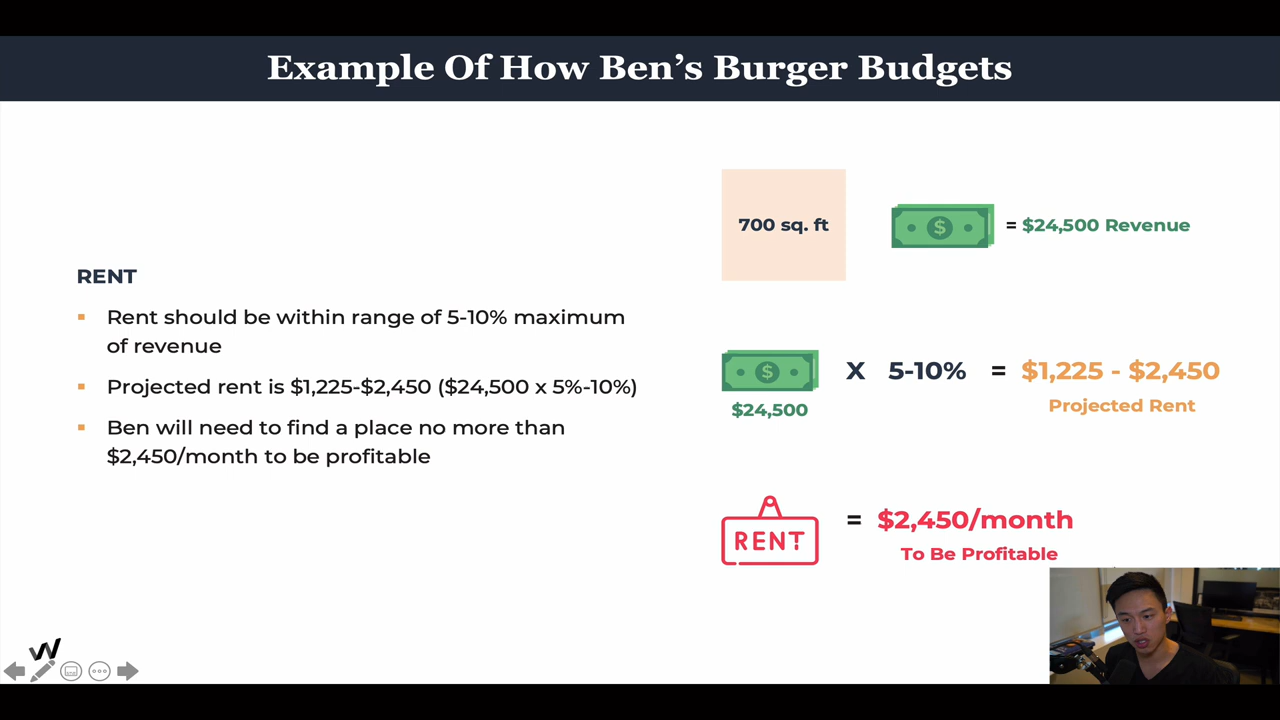 Example Of How Ben's Burger Budgets
RENT
▪ Rent should be within range of 5-10% maximum
of revenue
▪ Projected rent is $1,225-$2,450 ($24,500 x 5%-10%)
▪ Ben will need to find a place no more than
$2,450/month to be profitable
700 sq. ft
$
= $24,500 Revenue
$
X 5-10% = $1,225 - $2,450
$24,500
Projected Rent
RENT
= $2,450/month
To Be Profitable
W